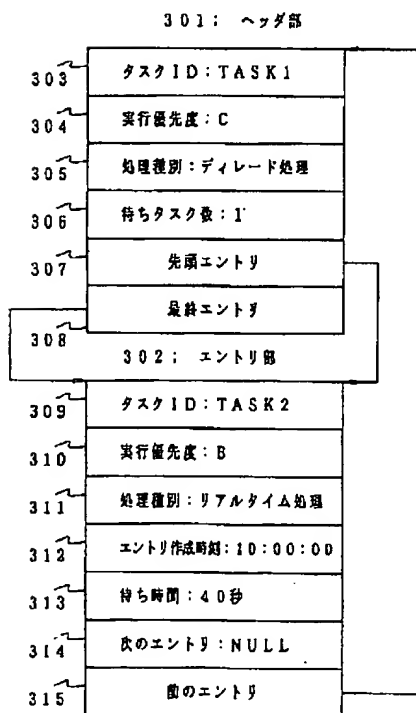 301; ヘッダ部
303 タスクID:TASK1
304 実行優先度:C
305 処理種別:ディレード処理
306 待ちタスク数:1
307 先頭エントリ
308 最終エントリ
302; エントリ部
309 タスクID:TASK2
310 実行優先度:B
311 処理種別:リアルタイム処理
312 エントリ作成時刻:10:00:00
313 待ち時間:40秒
314 次のエントリ:NULL
315 前のエントリ